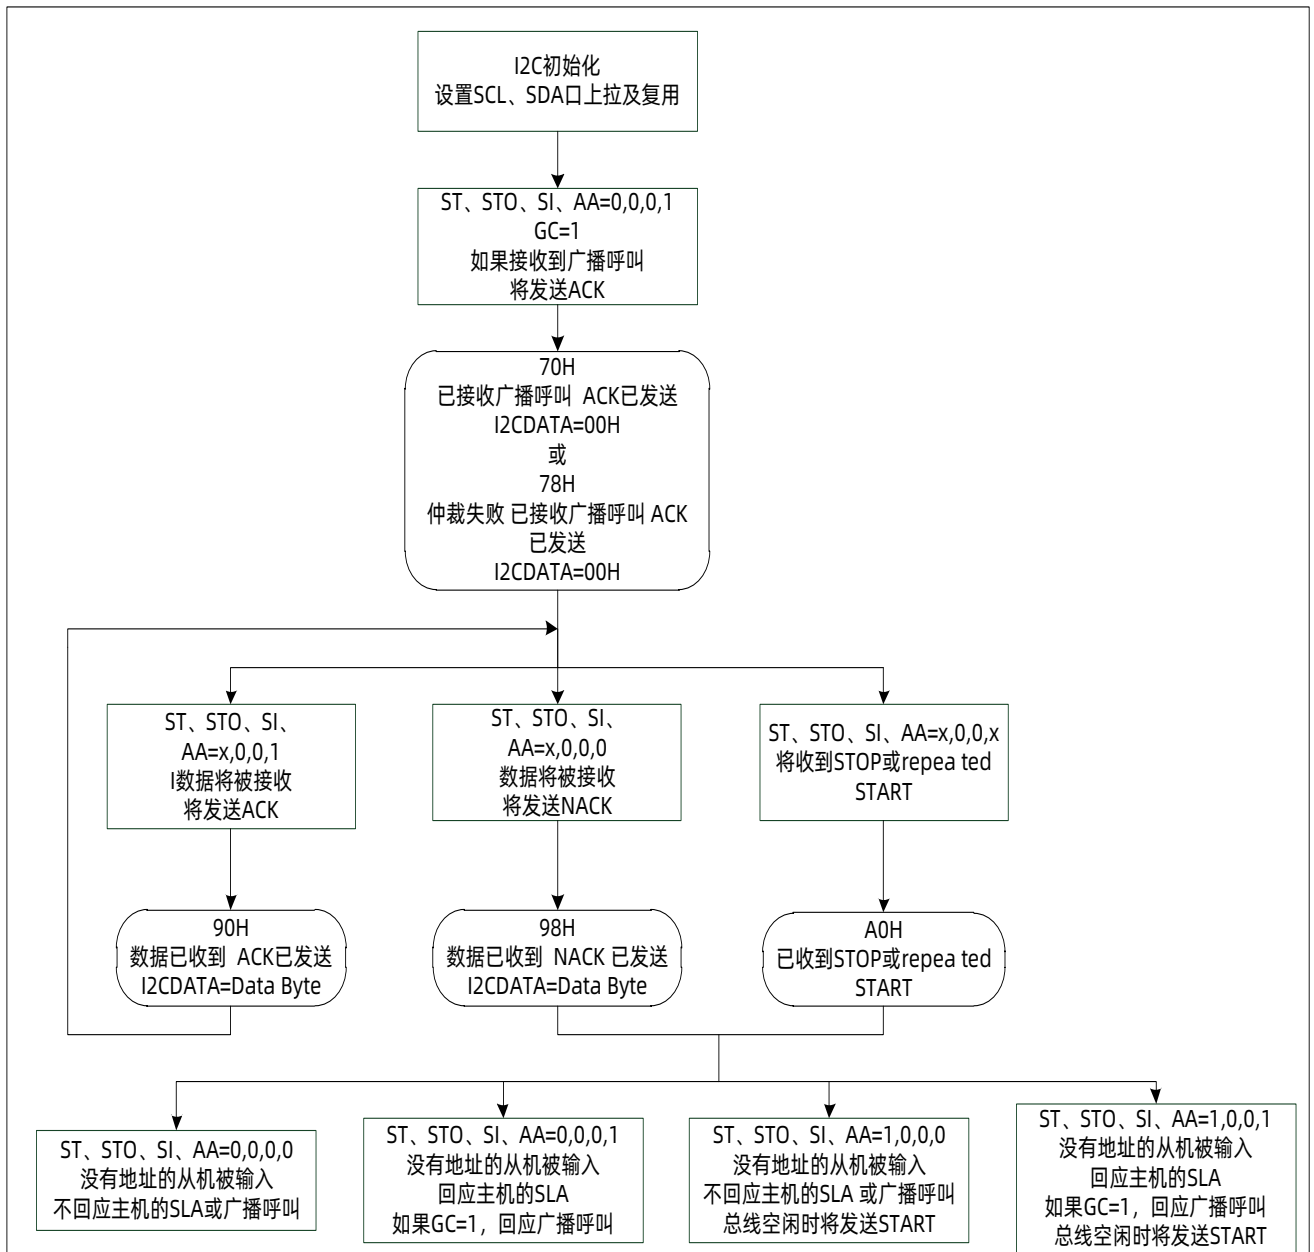 I2C初始化
设置SCL、SDA口上拉及复用
ST、STO、SI、AA=0,0,0,1
GC=1
如果接收到广播呼叫
将发送ACK
70H
已接收广播呼叫 ACK已发送
I2CDATA=00H
或
78H
仲裁失败 已接收广播呼叫 ACK
已发送
I2CDATA=00H
ST、STO、SI、
AA=x,0,0,1
I数据将被接收
将发送ACK
ST、STO、SI、
AA=x,0,0,0
数据将被接收
将发送NACK
ST、STO、SI、AA=x,0,0,x
将收到STOP或repea ted
START
90H
数据已收到 ACK已发送
I2CDATA=Data Byte
98H
数据已收到 NACK 已发送
I2CDATA=Data Byte
A0H
已收到STOP或repea ted
START
ST、STO、SI、AA=0,0,0,0
没有地址的从机被输入
不回应主机的SLA或广播呼叫
ST、STO、SI、AA=0,0,0,1
没有地址的从机被输入
回应主机的SLA
如果GC=1，回应广播呼叫
ST、STO、SI、AA=1,0,0,0
没有地址的从机被输入
不回应主机的SLA 或广播呼叫
总线空闲时将发送START
ST、STO、SI、AA=1,0,0,1
没有地址的从机被输入
回应主机的SLA
如果GC=1，回应广播呼叫
总线空闲时将发送START